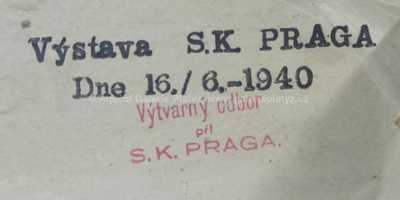 Výstava S.K. PRAGA
Dne 16./6.-1940
Výtvarný odbor
při
S.K. PRAGA.